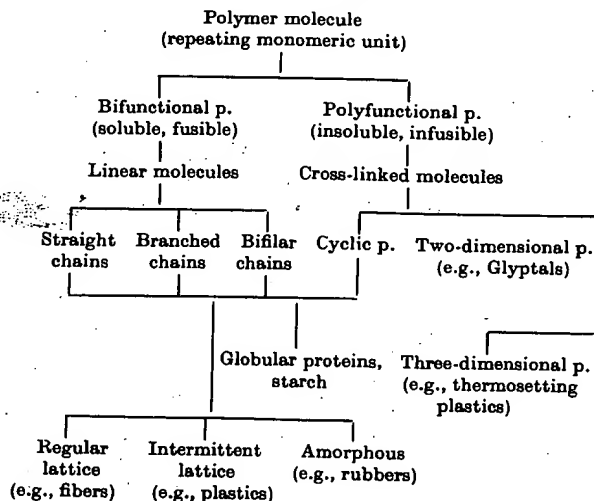 Polymer molecule
(repeating monomeric unit)
Bifunctional p.
(soluble, fusible)
Polyfunctional p.
(insoluble, infusible)
Linear molecules
Cross-linked molecules
Straight
chains
Branched
chains
Bifilar
chains
Cyclic p.
Two-dimensional p.
(e.g., Glyptals)
Globular proteins,
starch
Three-dimensional p.
(e.g., thermosetting
plastics)
Regular
lattice
(e.g., fibers)
Intermittent
lattice
(e.g., plastics)
Amorphous
(e.g., rubbers)